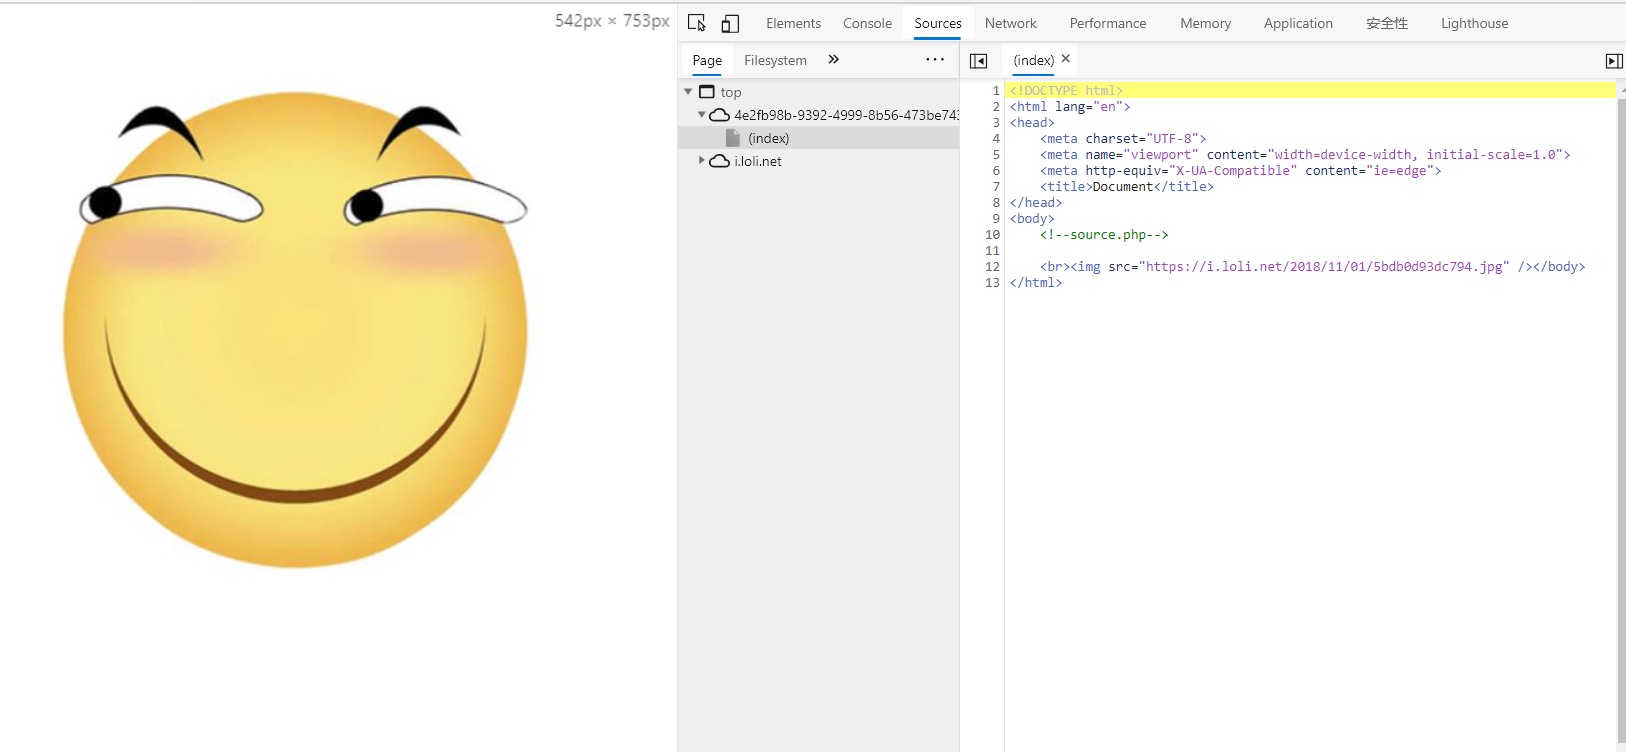 542px × 753px
Elements Console Sources Network Performance Memory Application 安全性 Lighthouse
Page Filesystem » ··· (index) ×
top
4e2fb98b-9392-4999-8b56-473be743
(index)
i.loli.net
1 <!DOCTYPE html>
2 <html lang="en">
3 <head>
4 <meta charset="UTF-8">
5 <meta name="viewport" content="width=device-width, initial-scale=1.0">
6 <meta http-equiv="X-UA-Compatible" content="ie=edge">
7 <title>Document</title>
8 </head>
9 <body>
10 <!--source.php-->
11
12 <br><img src="https://i.loli.net/2018/11/01/5bdb0d93dc794.jpg" /></body>
13 </html>